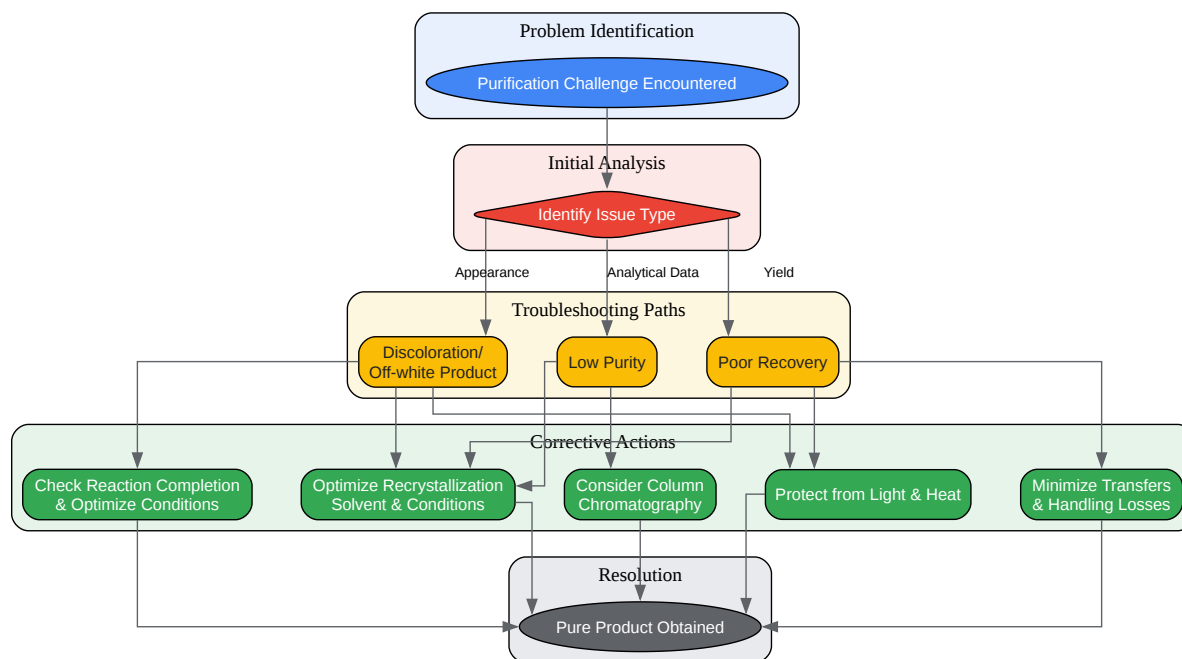 Problem Identification
Purification Challenge Encountered
Initial Analysis
Identify Issue Type
Appearance
Analytical Data
Yield
Troubleshooting Paths
Discoloration/
Off-white Product
Low Purity
Poor Recovery
Corrective Actions
Check Reaction Completion
& Optimize Conditions
Optimize Recrystallization
Solvent & Conditions
Consider Column
Chromatography
Protect from Light & Heat
Minimize Transfers
& Handling Losses
Resolution
Pure Product Obtained